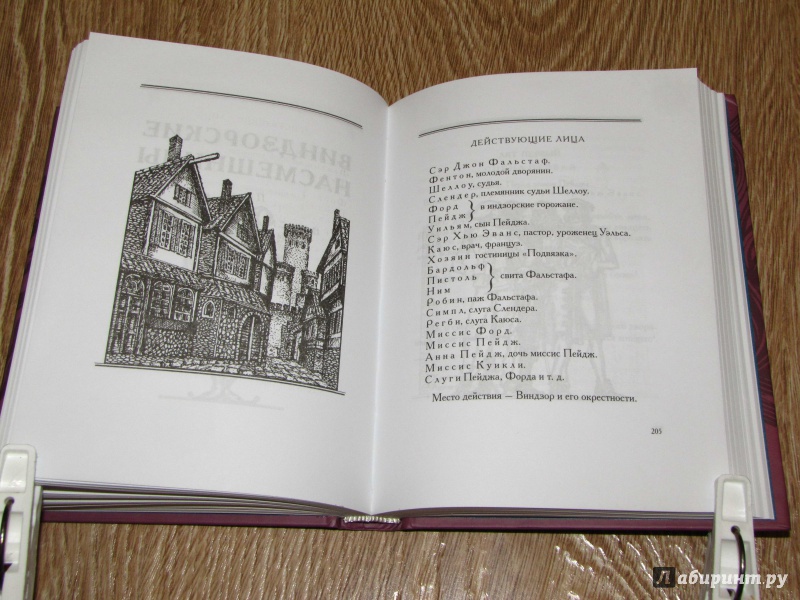 ВИНДЗОРСКИЕ
ДЕЙСТВУЮЩИЕ ЛИЦА
Сэр Джон Фальстаф.
Фентон, молодой дворянин.
Шеллоу, судья.
Слендер, племянник судьи Шеллоу.
Форд
Пейдж } виндзорские горожане.
Уильям, сын Пейджа.
Сэр Хью Эванс, пастор, уроженец Уэльса.
Каюс, врач, француз.
Хозяин гостиницы «Подвязка».
Бардольф
Пистоль } свита Фальстафа.
Ним
Робин, паж Фальстафа.
Симпл, слуга Слендера.
Регби, слуга Каюса.
Миссис Форд.
Миссис Пейдж.
Анна Пейдж, дочь миссис Пейдж.
Миссис Куикли.
Слуги Пейджа, Форда и т. д.
Место действия — Виндзор и его окрестности.
205
Лабиринт.ру